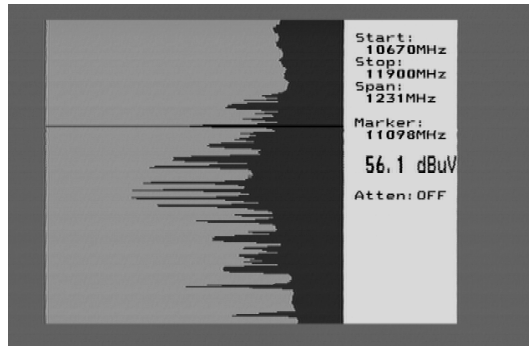 Start:
10670MHz
Stop:
11900MHz
Span:
1231MHz
Marker:
11098MHz
56.1 dBuV
Atten:OFF